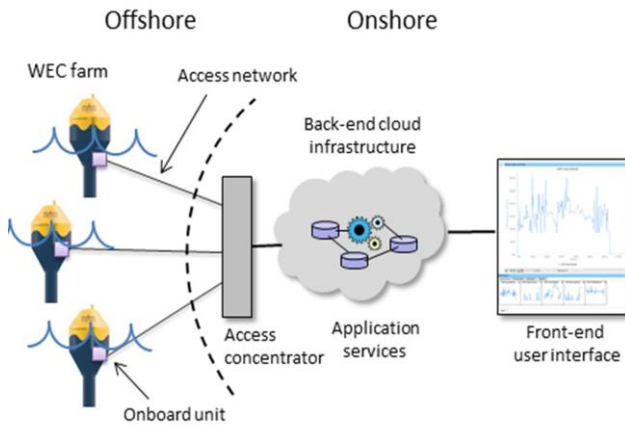 Offshore
Onshore
WEC farm
Access network
Back-end cloud
infrastructure
Access
concentrator
Application
services
Front-end
user interface
Onboard unit